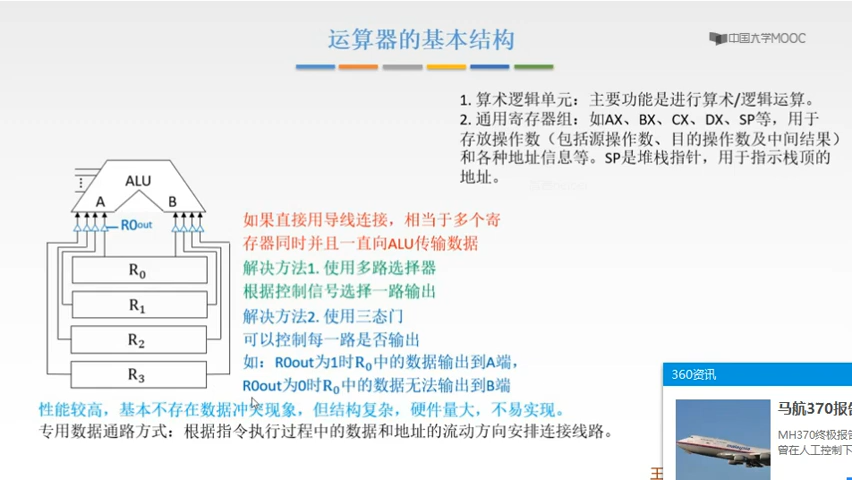 运算器的基本结构
中国大学MOOC
1. 算术逻辑单元：主要功能是进行算术/逻辑运算。
2. 通用寄存器组：如AX、BX、CX、DX、SP等，用于
存放操作数（包括源操作数、目的操作数及中间结果）
和各种地址信息等。SP是堆栈指针，用于指示栈顶的
地址。
ALU
A
B
R0out
R0
R1
R2
R3
如果直接用导线连接，相当于多个寄
存器同时并且一直向ALU传输数据
解决方法1. 使用多路选择器
根据控制信号选择一路输出
解决方法2. 使用三态门
可以控制每一路是否输出
如：R0out为1时R0中的数据输出到A端，
R0out为0时R0中的数据无法输出到B端
性能较高，基本不存在数据冲突现象，但结构复杂，硬件量大，不易实现。
专用数据通路方式：根据指令执行过程中的数据和地址的流动方向安排连接线路。
360资讯
马航370报告
MH370终极报告
曾在人工控制下
王